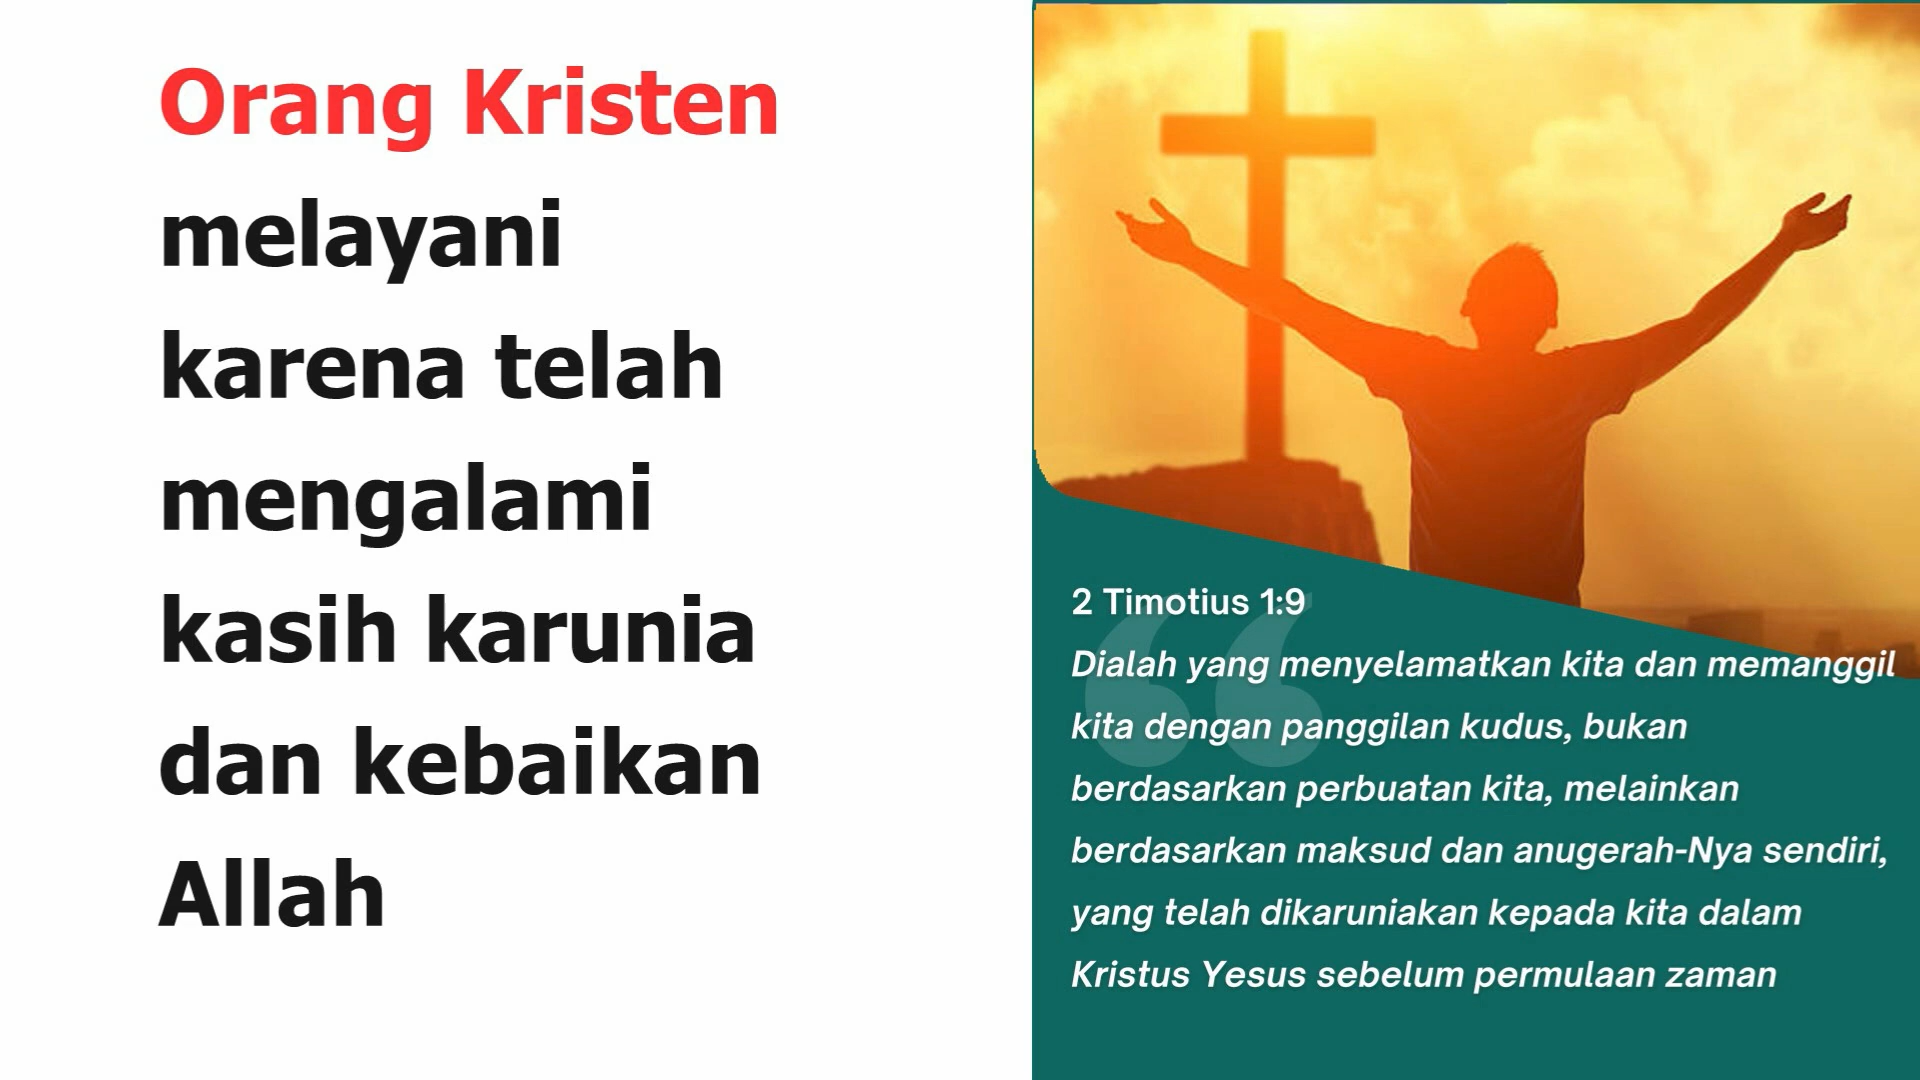 Orang Kristen
melayani
karena telah
mengalami
kasih karunia
dan kebaikan
Allah
2 Timotius 1:9
Dialah yang menyelamatkan kita dan memanggil
kita dengan panggilan kudus, bukan
berdasarkan perbuatan kita, melainkan
berdasarkan maksud dan anugerah-Nya sendiri,
yang telah dikaruniakan kepada kita dalam
Kristus Yesus sebelum permulaan zaman